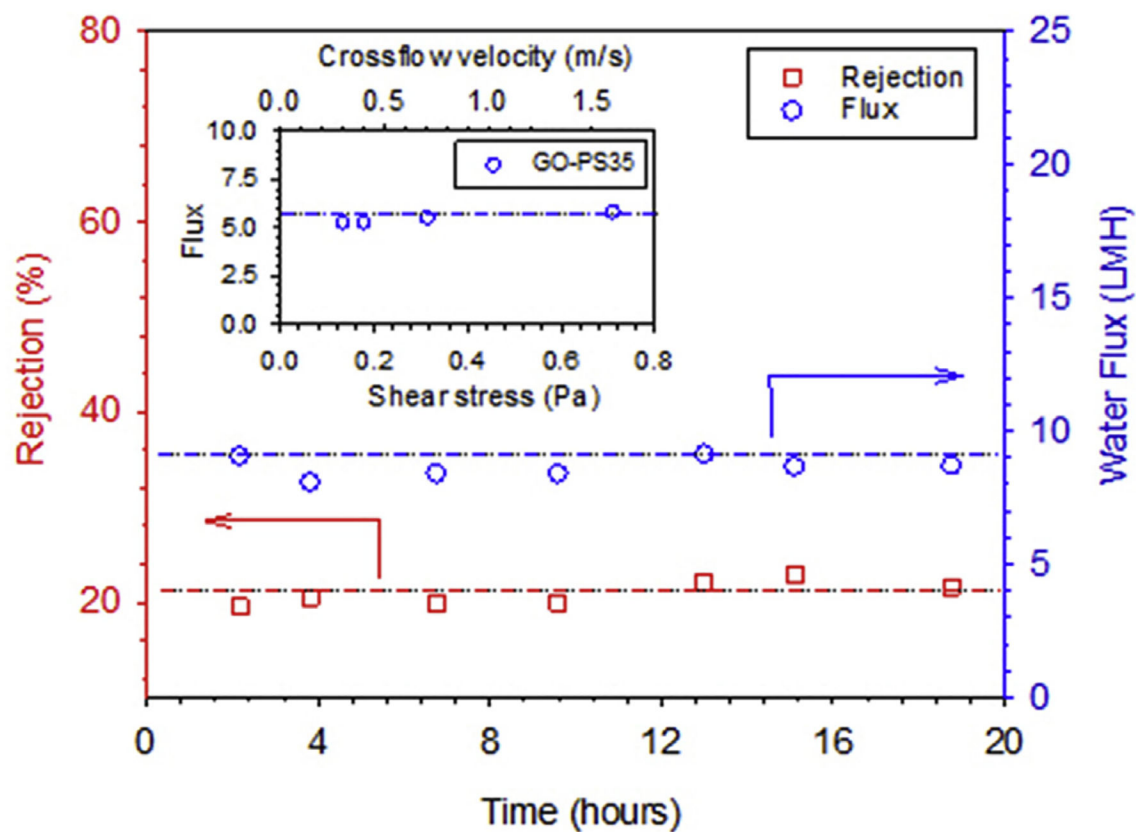 80
60
40
20
Rejection (%)
25
20
15
10
5
0
Water Flux (LMH)
Rejection
Flux
Crossflow velocity (m/s)
0.0 0.5 1.0 1.5
10.0
7.5
5.0
2.5
0.0
Flux
GO-PS35
0.0 0.2 0.4 0.6 0.8
Shear stress (Pa)
0 4 8 12 16 20
Time (hours)